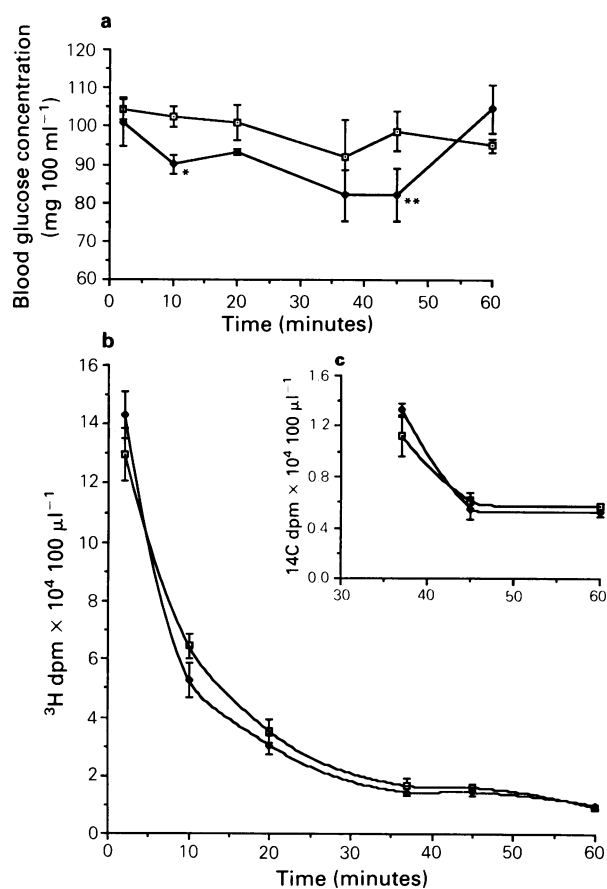 a
Blood glucose concentration
(mg 100 ml⁻¹)
120
110
100
90
80
70
60
*
**
0 10 20 30 40 50 60
Time (minutes)
b
³H dpm × 10⁴ 100 µl⁻¹
16
14
12
10
8
6
4
2
0
0 10 20 30 40 50 60
Time (minutes)
c
14C dpm × 10⁴ 100 µl⁻¹
1.6
1.2
0.8
0.4
0.0
30 40 50 60